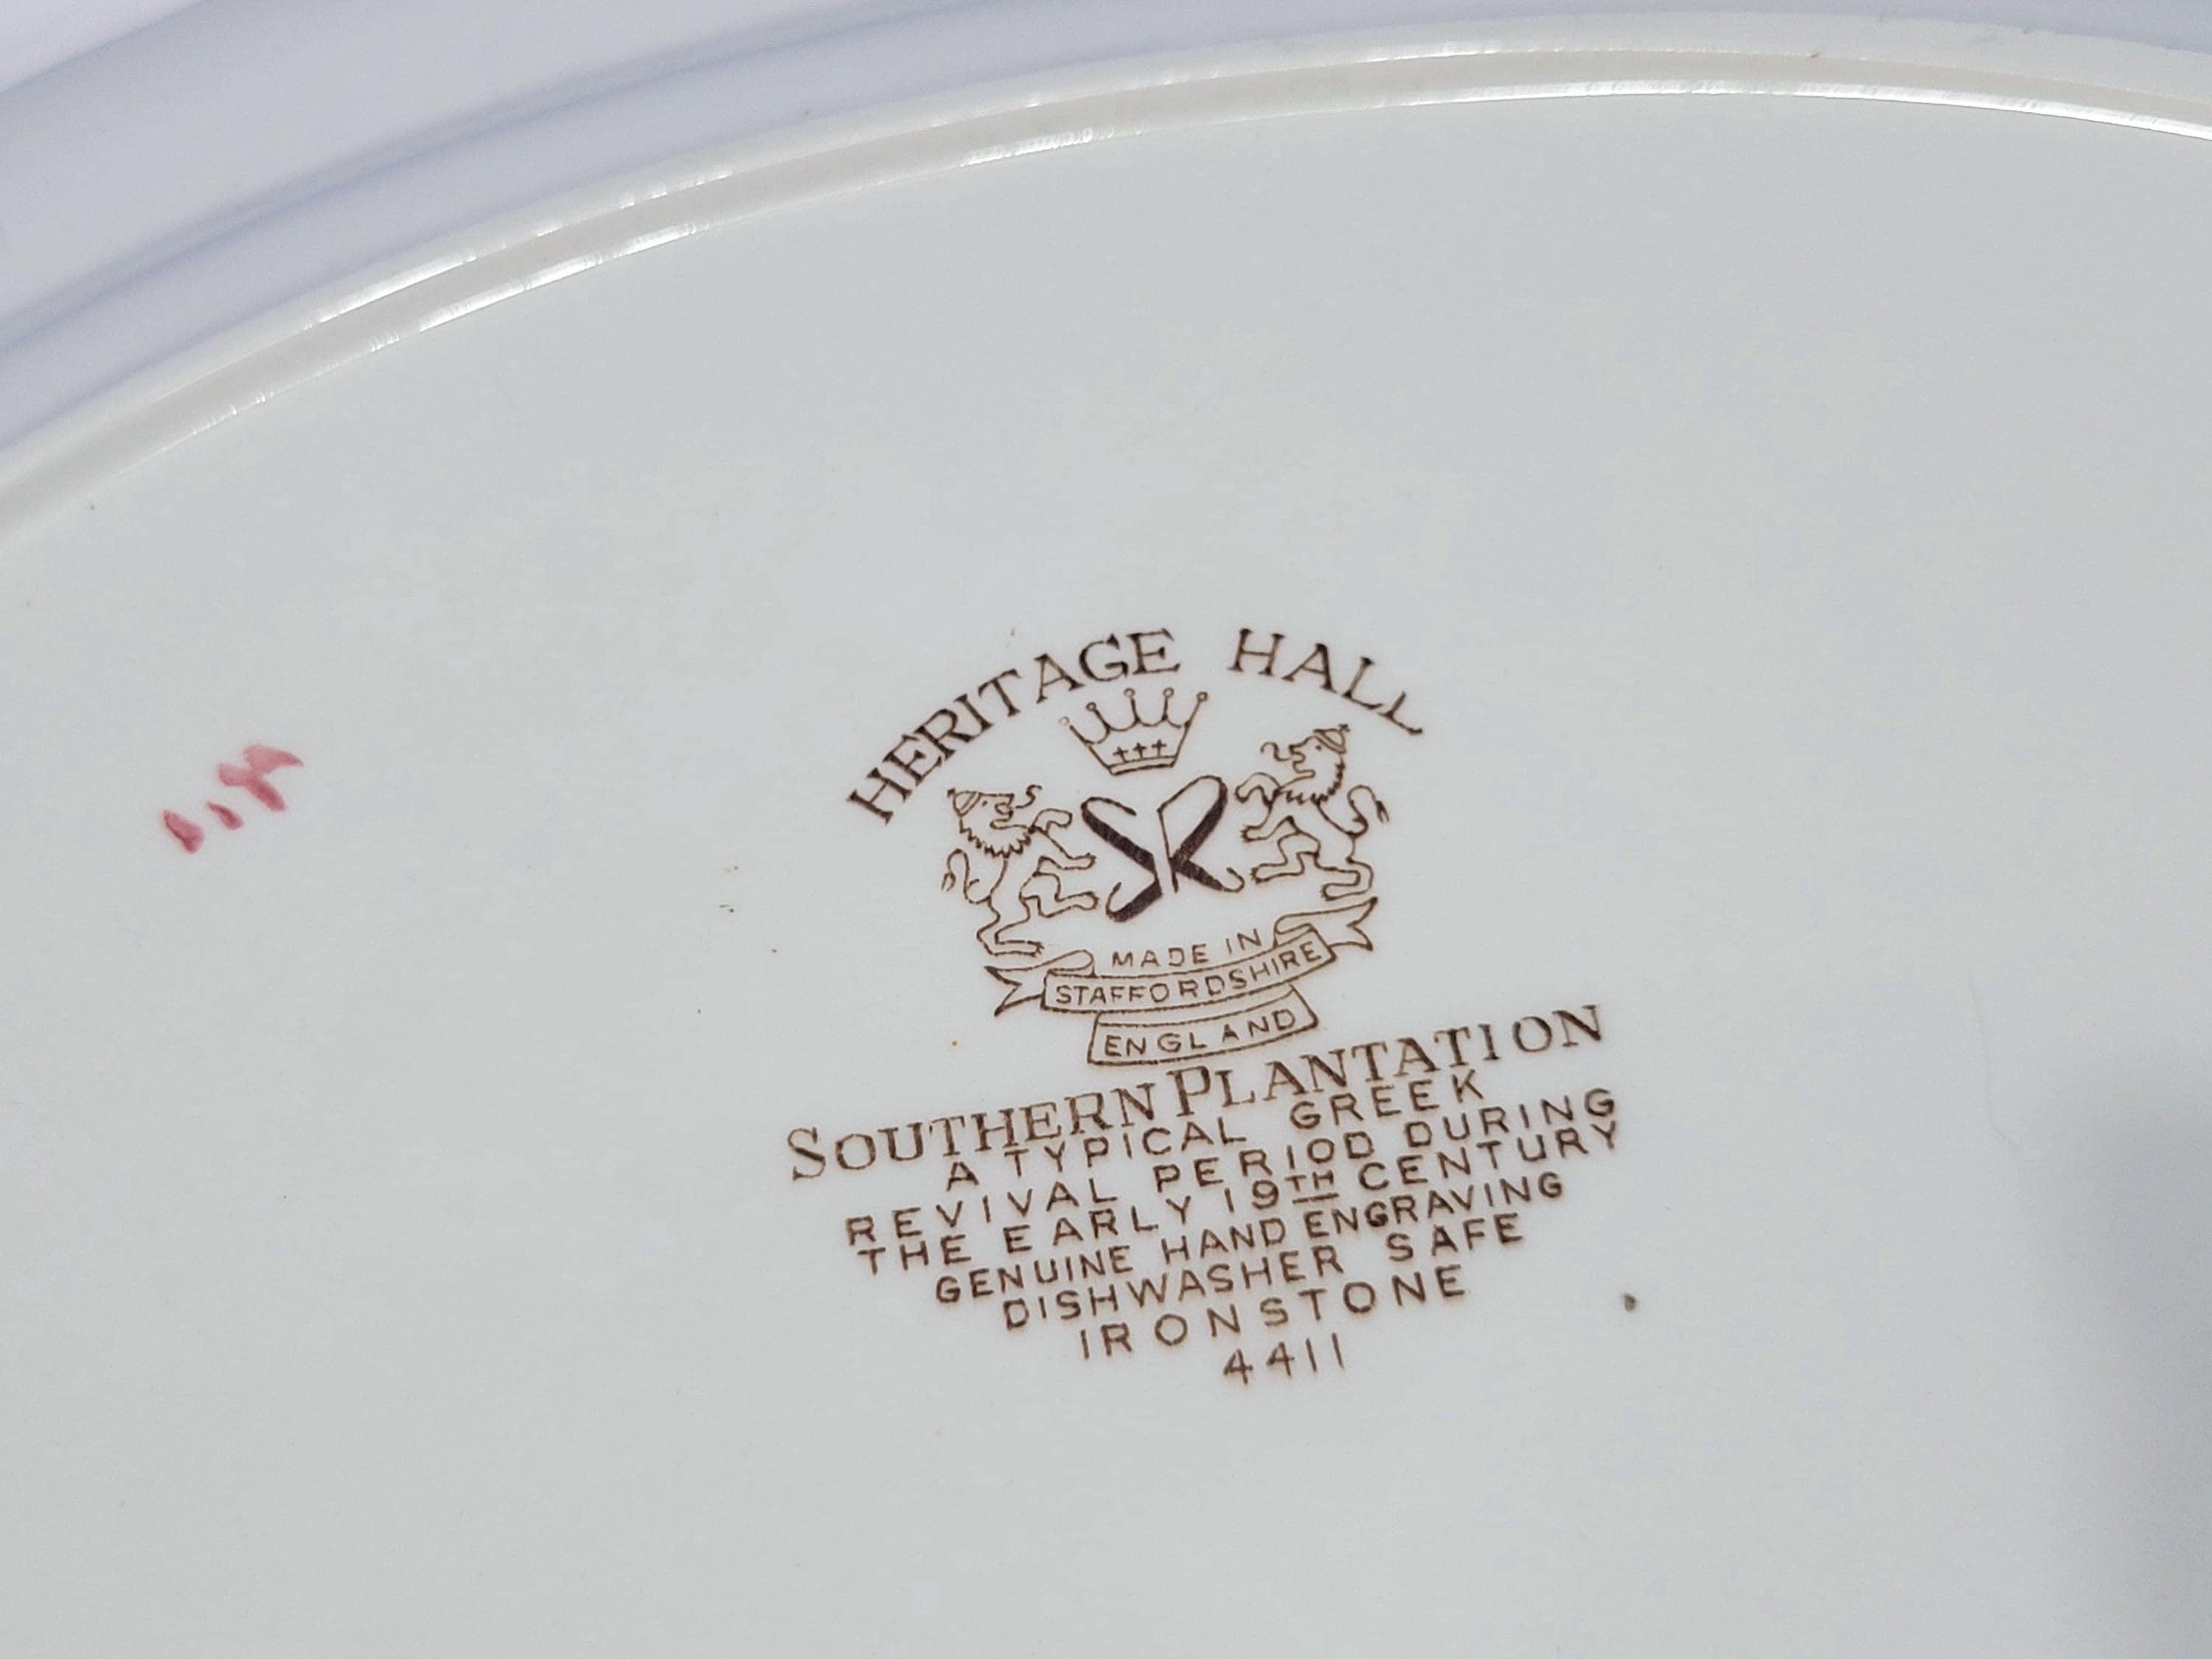 HERITAGE HALL
MADE IN
STAFFORDSHIRE
ENGLAND
SOUTHERN PLANTATION
A TYPICAL GREEK
REVIVAL PERIOD DURING
THE EARLY 19TH CENTURY
GENUINE HAND ENGRAVING
DISHWASHER SAFE
IRONSTONE
4411